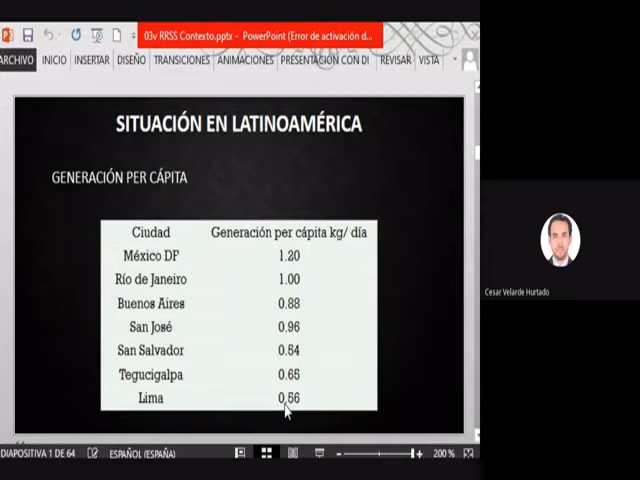 03v RRSS Contexto.pptx - PowerPoint (Error de activación d...
ARCHIVO INICIO INSERTAR DISEÑO TRANSICIONES ANIMACIONES PRESENTACIÓN CON DI REVISAR VISTA
SITUACIÓN EN LATINOAMÉRICA
GENERACIÓN PER CÁPITA
Ciudad Generación per cápita kg/ día
México DF 1.20
Río de Janeiro 1.00
Buenos Aires 0.88
San José 0.96
San Salvador 0.54
Tegucigalpa 0.65
Lima 0.56
Cesar Velarde Hurtado
DIAPOSITIVA 1 DE 64 ESPAÑOL (ESPAÑA) 200 %